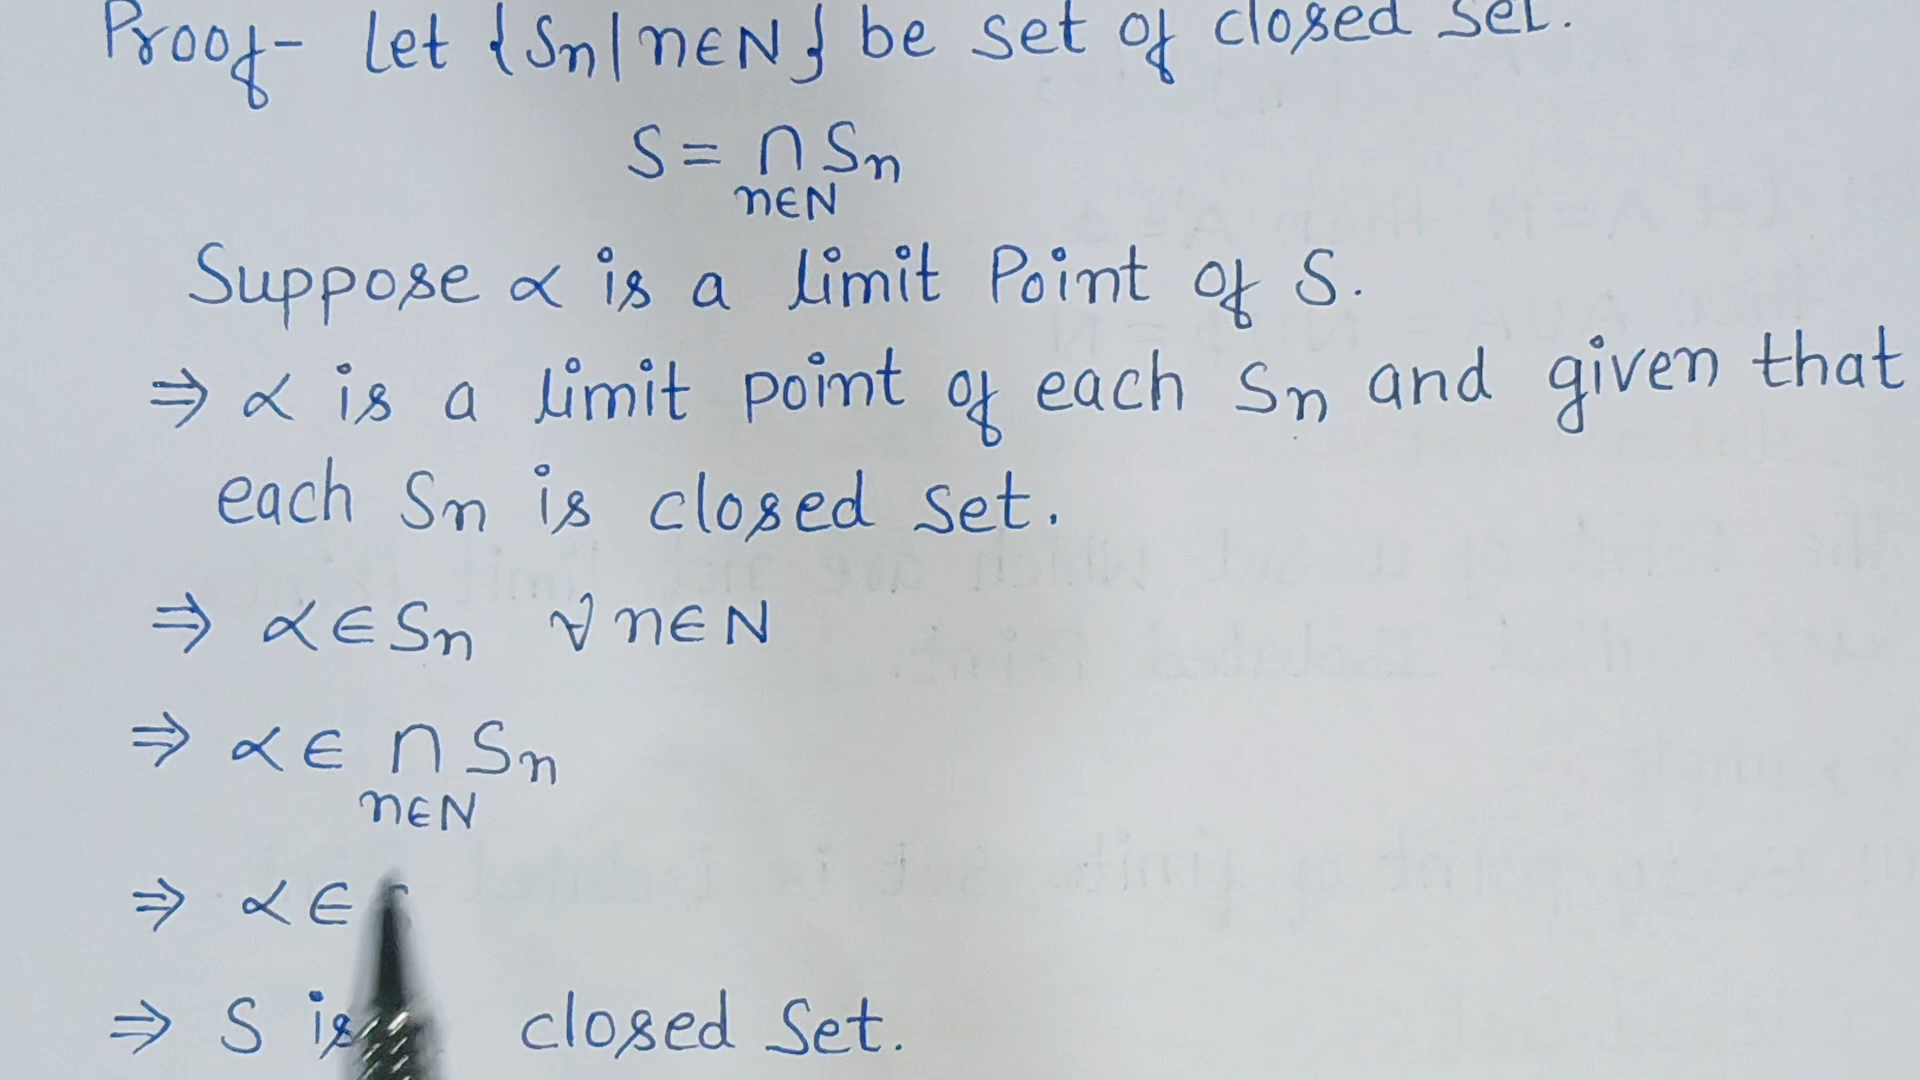 Proof- Let {Sn|n∈N} be set of closed set.
S = ∩ Sn
n∈N
Suppose α is a limit Point of S.
⇒ α is a limit point of each Sn and given that
each Sn is closed set.
⇒ α∈Sn ∀ n∈N
⇒ α∈ ∩ Sn
n∈N
⇒ α∈
⇒ S is closed Set.